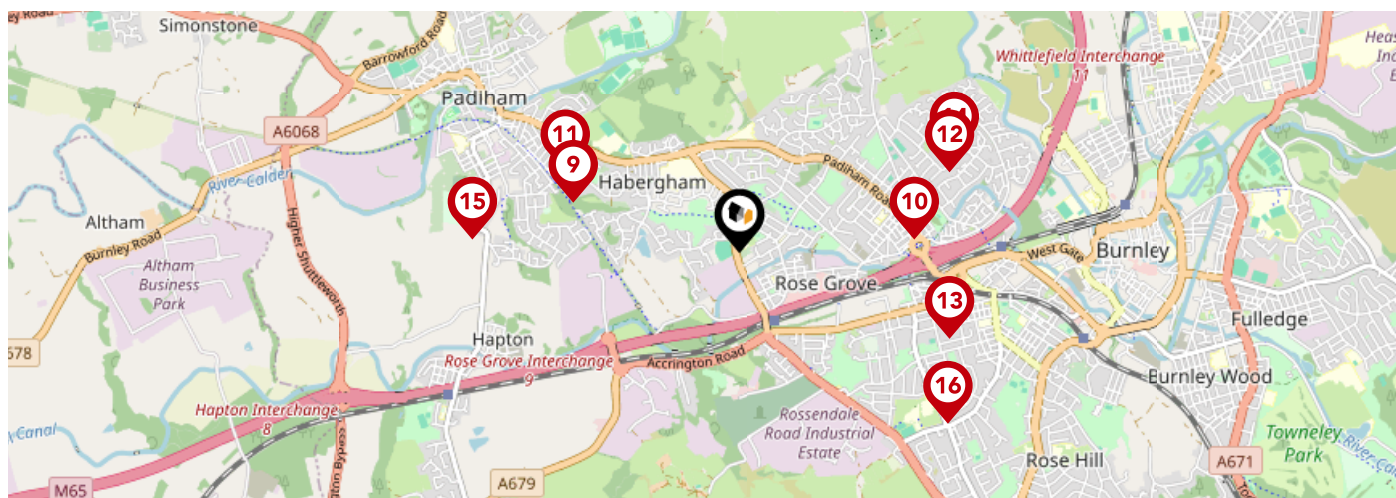 ey Road
Simonstone
Barrowford Road
Whittlefield Interchange
11
Padiham
A6068
11
12
9
Habergham
Padiham Road
River Calder
15
10
Altham
Burnley Road
Higher Shuttleworth
West Gate
Burnley
Altham
Business
Park
Rose Grove
13
Fulledge
678
Hapton
Rose Grove Interchange
9
Accrington Road
16
Burnley Wood
Hapton Interchange
8
Rossendale
Road Industrial
Estate
Canal
Towneley
Park
Rose Hill
A671
M65
A679